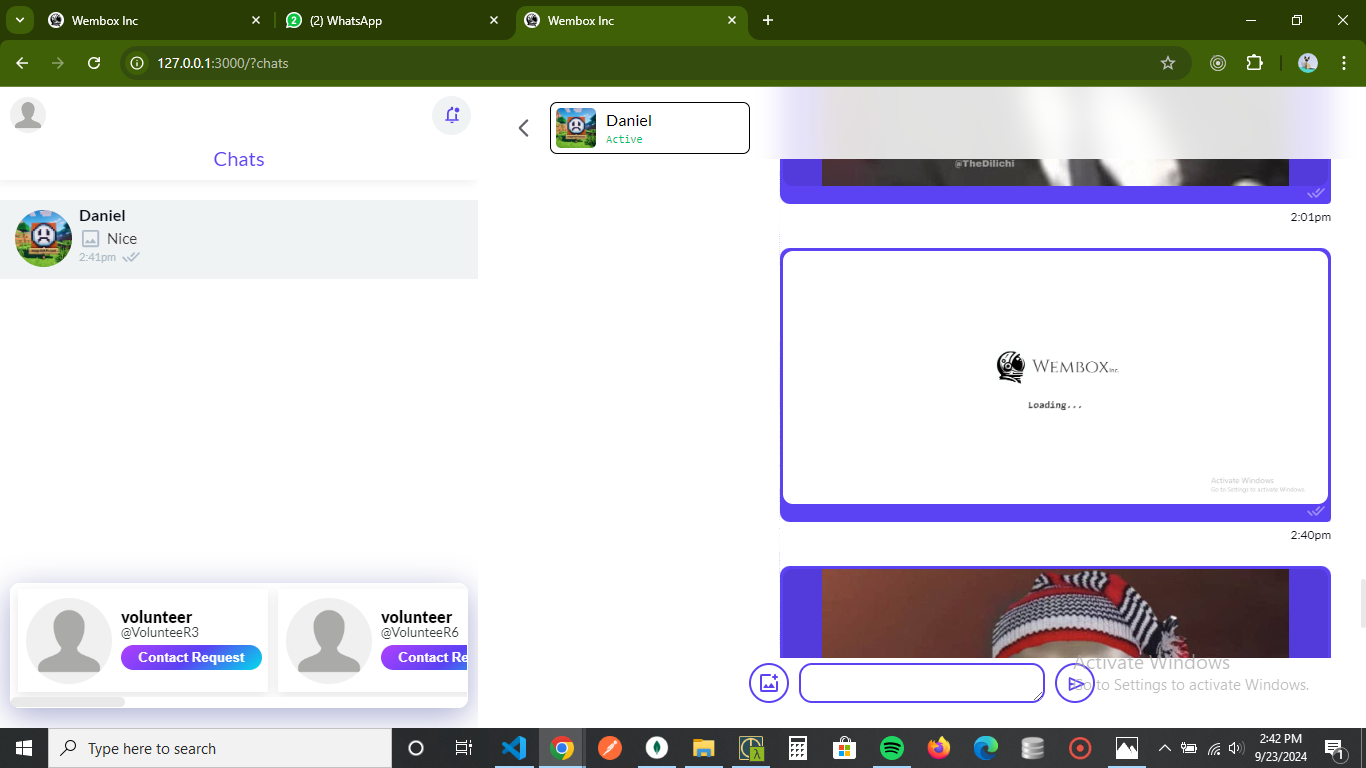 Wembox Inc
2
(2) WhatsApp
Wembox Inc
127.0.0.1:3000/?chats
Chats
Daniel
Nice
2:41pm
volunteer
@VolunteeR3
Contact Request
volunteer
@VolunteeR6
Contact Re
Daniel
Active
@TheDilichi
2:01pm
WEMBOX Inc.
Loading...
Activate Windows
Go to Settings to activate Windows.
2:40pm
Activate Windows
Go to Settings to activate Windows.
Type here to search
2:42 PM
9/23/2024
1